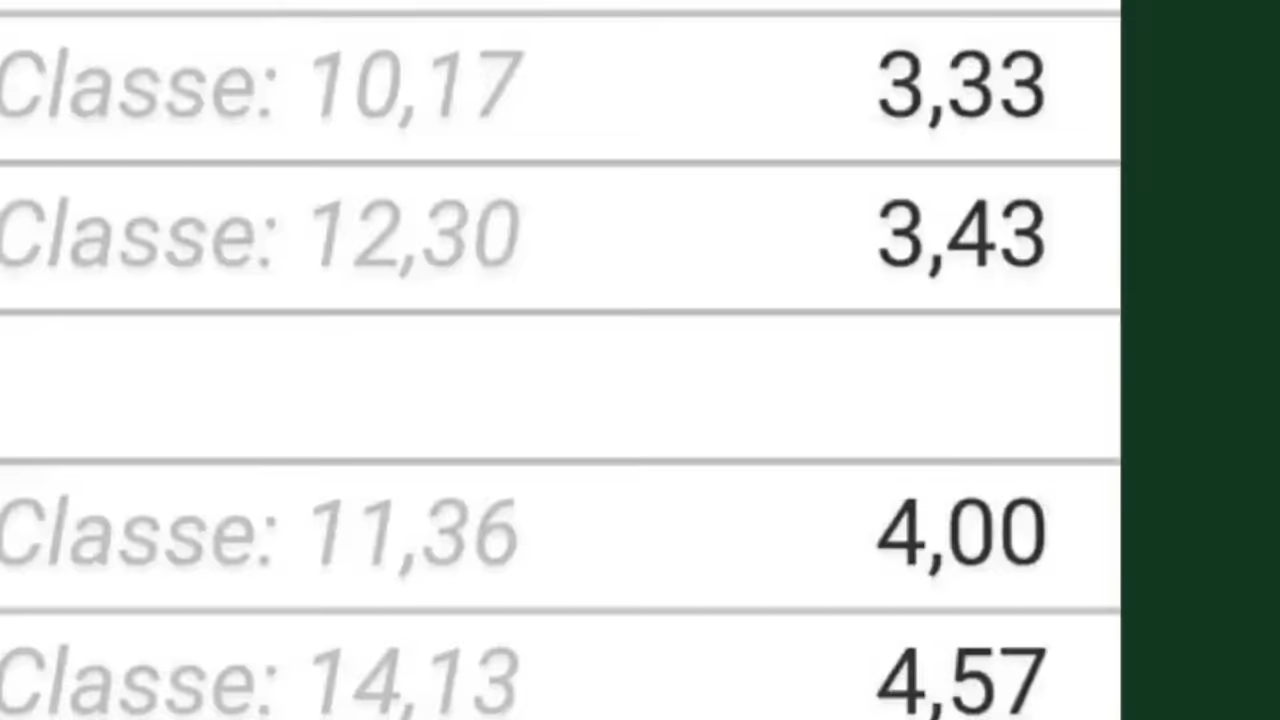 Classe: 10,17 3,33
Classe: 12,30 3,43
Classe: 11,36 4,00
Classe: 14,13 4,57